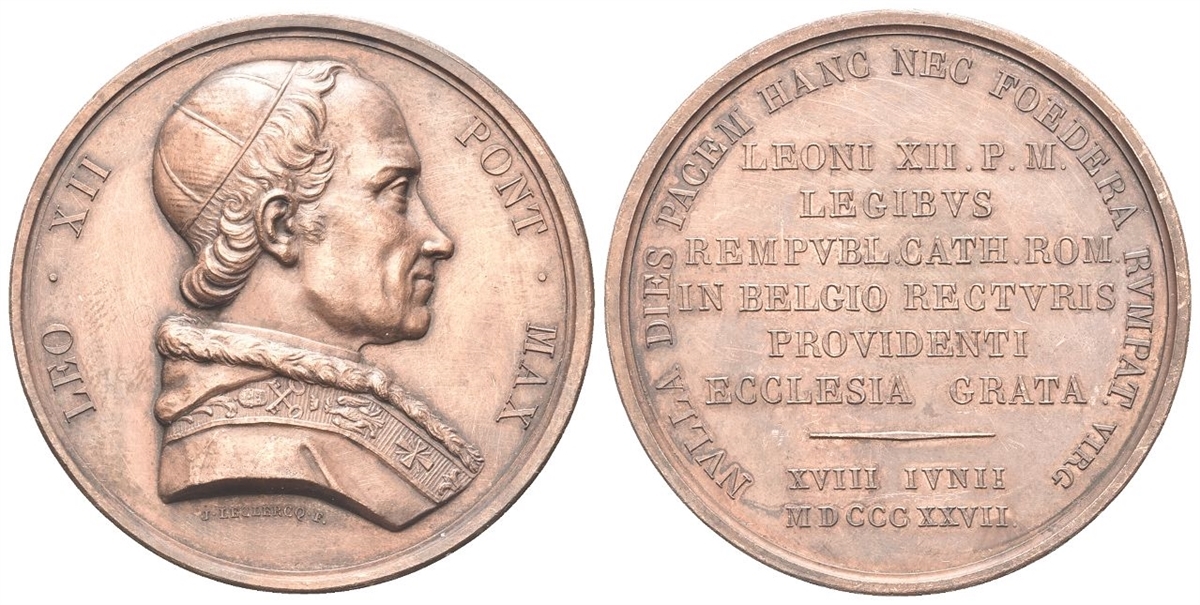 LEO · XII PONT · MAX
J. LECLERCQ F.
NVLLA DIES PACEM HANC NEC FOEDERA RVMPAT VIRG
LEONI XII. P. M.
LEGIBVS
REMPVBL. CATH. ROM.
IN BELGIO RECTVRIS
PROVIDENTI
ECCLESIA GRATA
XVIII IVNII
MDCCCXXVII.